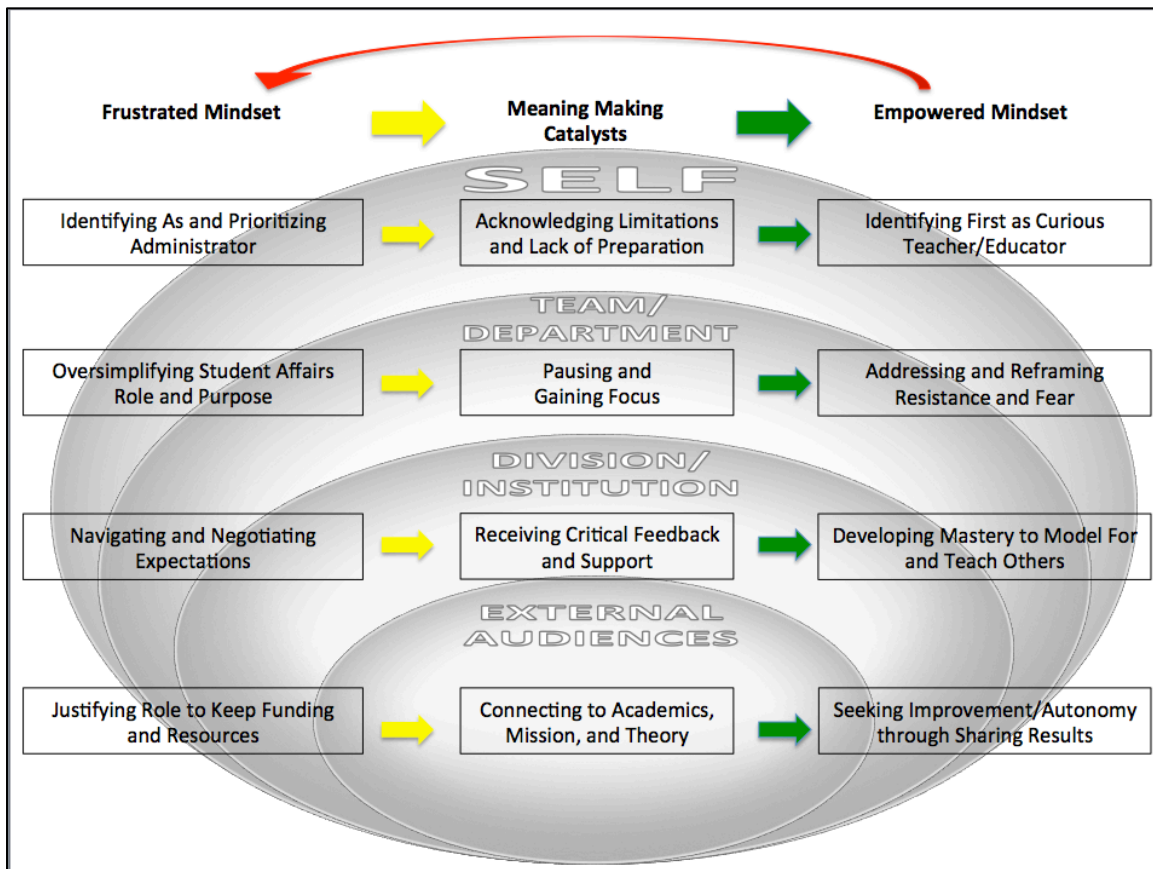 Frustrated Mindset
Meaning Making
Catalysts
Empowered Mindset
SELF
Identifying As and Prioritizing
Administrator
Acknowledging Limitations
and Lack of Preparation
Identifying First as Curious
Teacher/Educator
TEAM/
DEPARTMENT
Oversimplifying Student Affairs
Role and Purpose
Pausing and
Gaining Focus
Addressing and Reframing
Resistance and Fear
DIVISION/
INSTITUTION
Navigating and Negotiating
Expectations
Receiving Critical Feedback
and Support
Developing Mastery to Model For
and Teach Others
EXTERNAL
AUDIENCES
Justifying Role to Keep Funding
and Resources
Connecting to Academics,
Mission, and Theory
Seeking Improvement/Autonomy
through Sharing Results